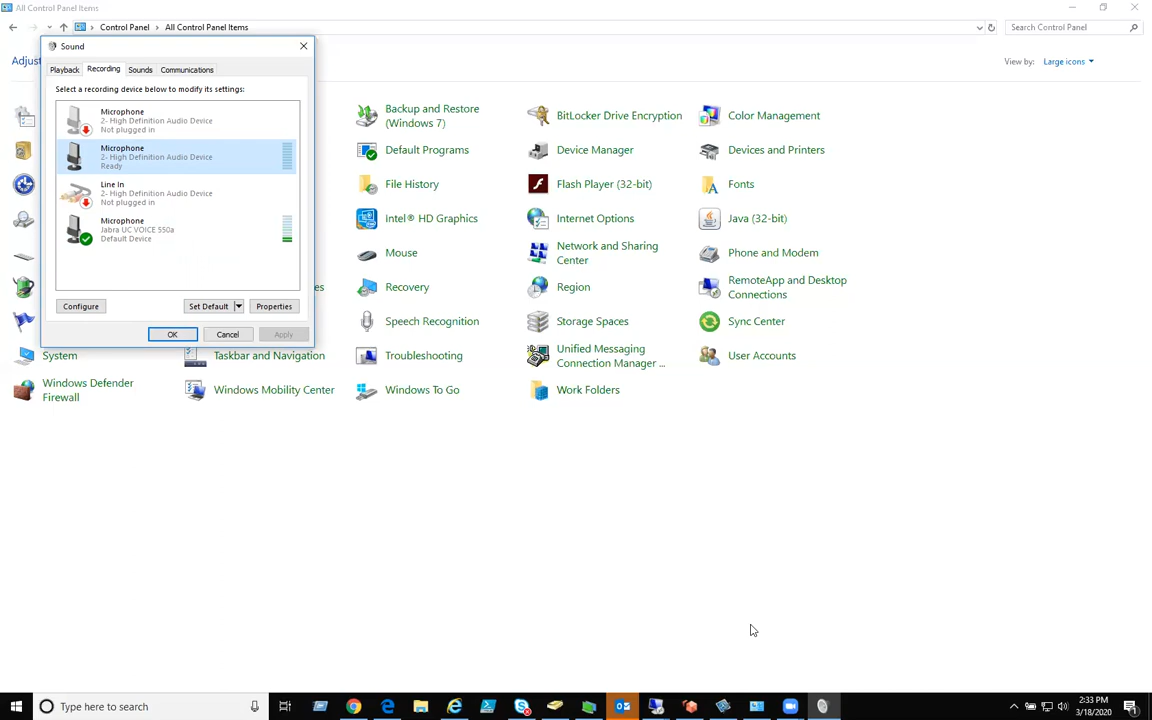 All Control Panel Items
Control Panel > All Control Panel Items
Search Control Panel
Adjus
View by: Large icons
Sound
Playback Recording Sounds Communications
Select a recording device below to modify its settings:
Microphone
2- High Definition Audio Device
Not plugged in
Microphone
2- High Definition Audio Device
Ready
Line In
2- High Definition Audio Device
Not plugged in
Microphone
Jabra UC VOICE 550a
Default Device
Configure Set Default Properties
OK Cancel Apply
Backup and Restore
(Windows 7)
BitLocker Drive Encryption
Color Management
Default Programs
Device Manager
Devices and Printers
File History
Flash Player (32-bit)
Fonts
Intel® HD Graphics
Internet Options
Java (32-bit)
Mouse
Network and Sharing
Center
Phone and Modem
es
Recovery
Region
RemoteApp and Desktop
Connections
Speech Recognition
Storage Spaces
Sync Center
System
Taskbar and Navigation
Troubleshooting
Unified Messaging
Connection Manager ...
User Accounts
Windows Defender
Firewall
Windows Mobility Center
Windows To Go
Work Folders
Type here to search
2:33 PM
3/18/2020